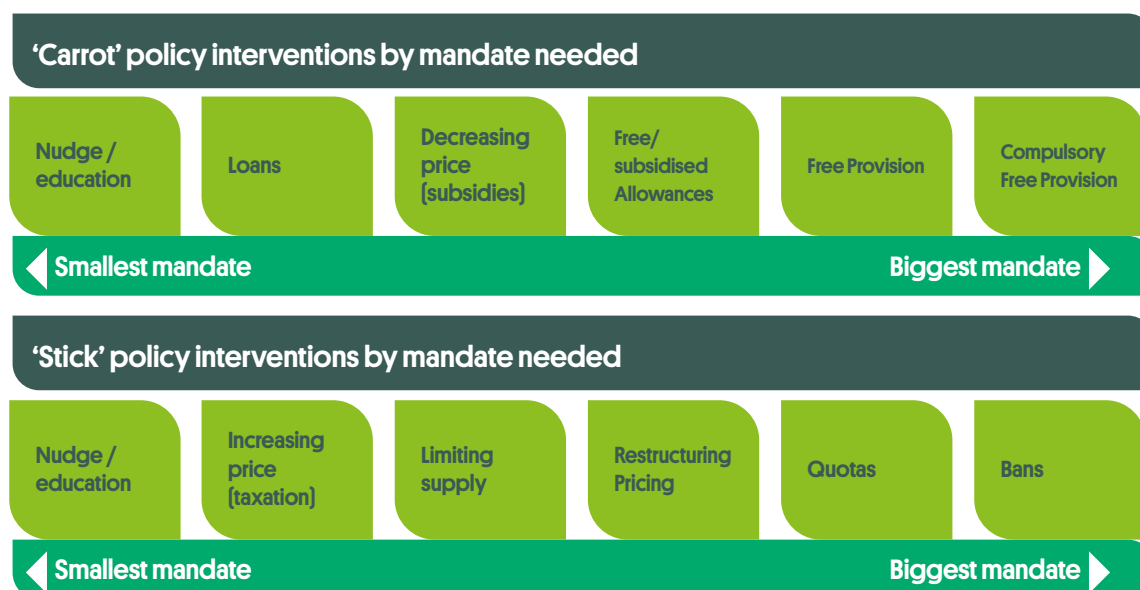 ‘Carrot’ policy interventions by mandate needed
Nudge /
education
Loans
Decreasing
price
(subsidies)
Free/
subsidised
Allowances
Free Provision
Compulsory
Free Provision
Smallest mandate
Biggest mandate
‘Stick’ policy interventions by mandate needed
Nudge /
education
Increasing
price
(taxation)
Limiting
supply
Restructuring
Pricing
Quotas
Bans
Smallest mandate
Biggest mandate